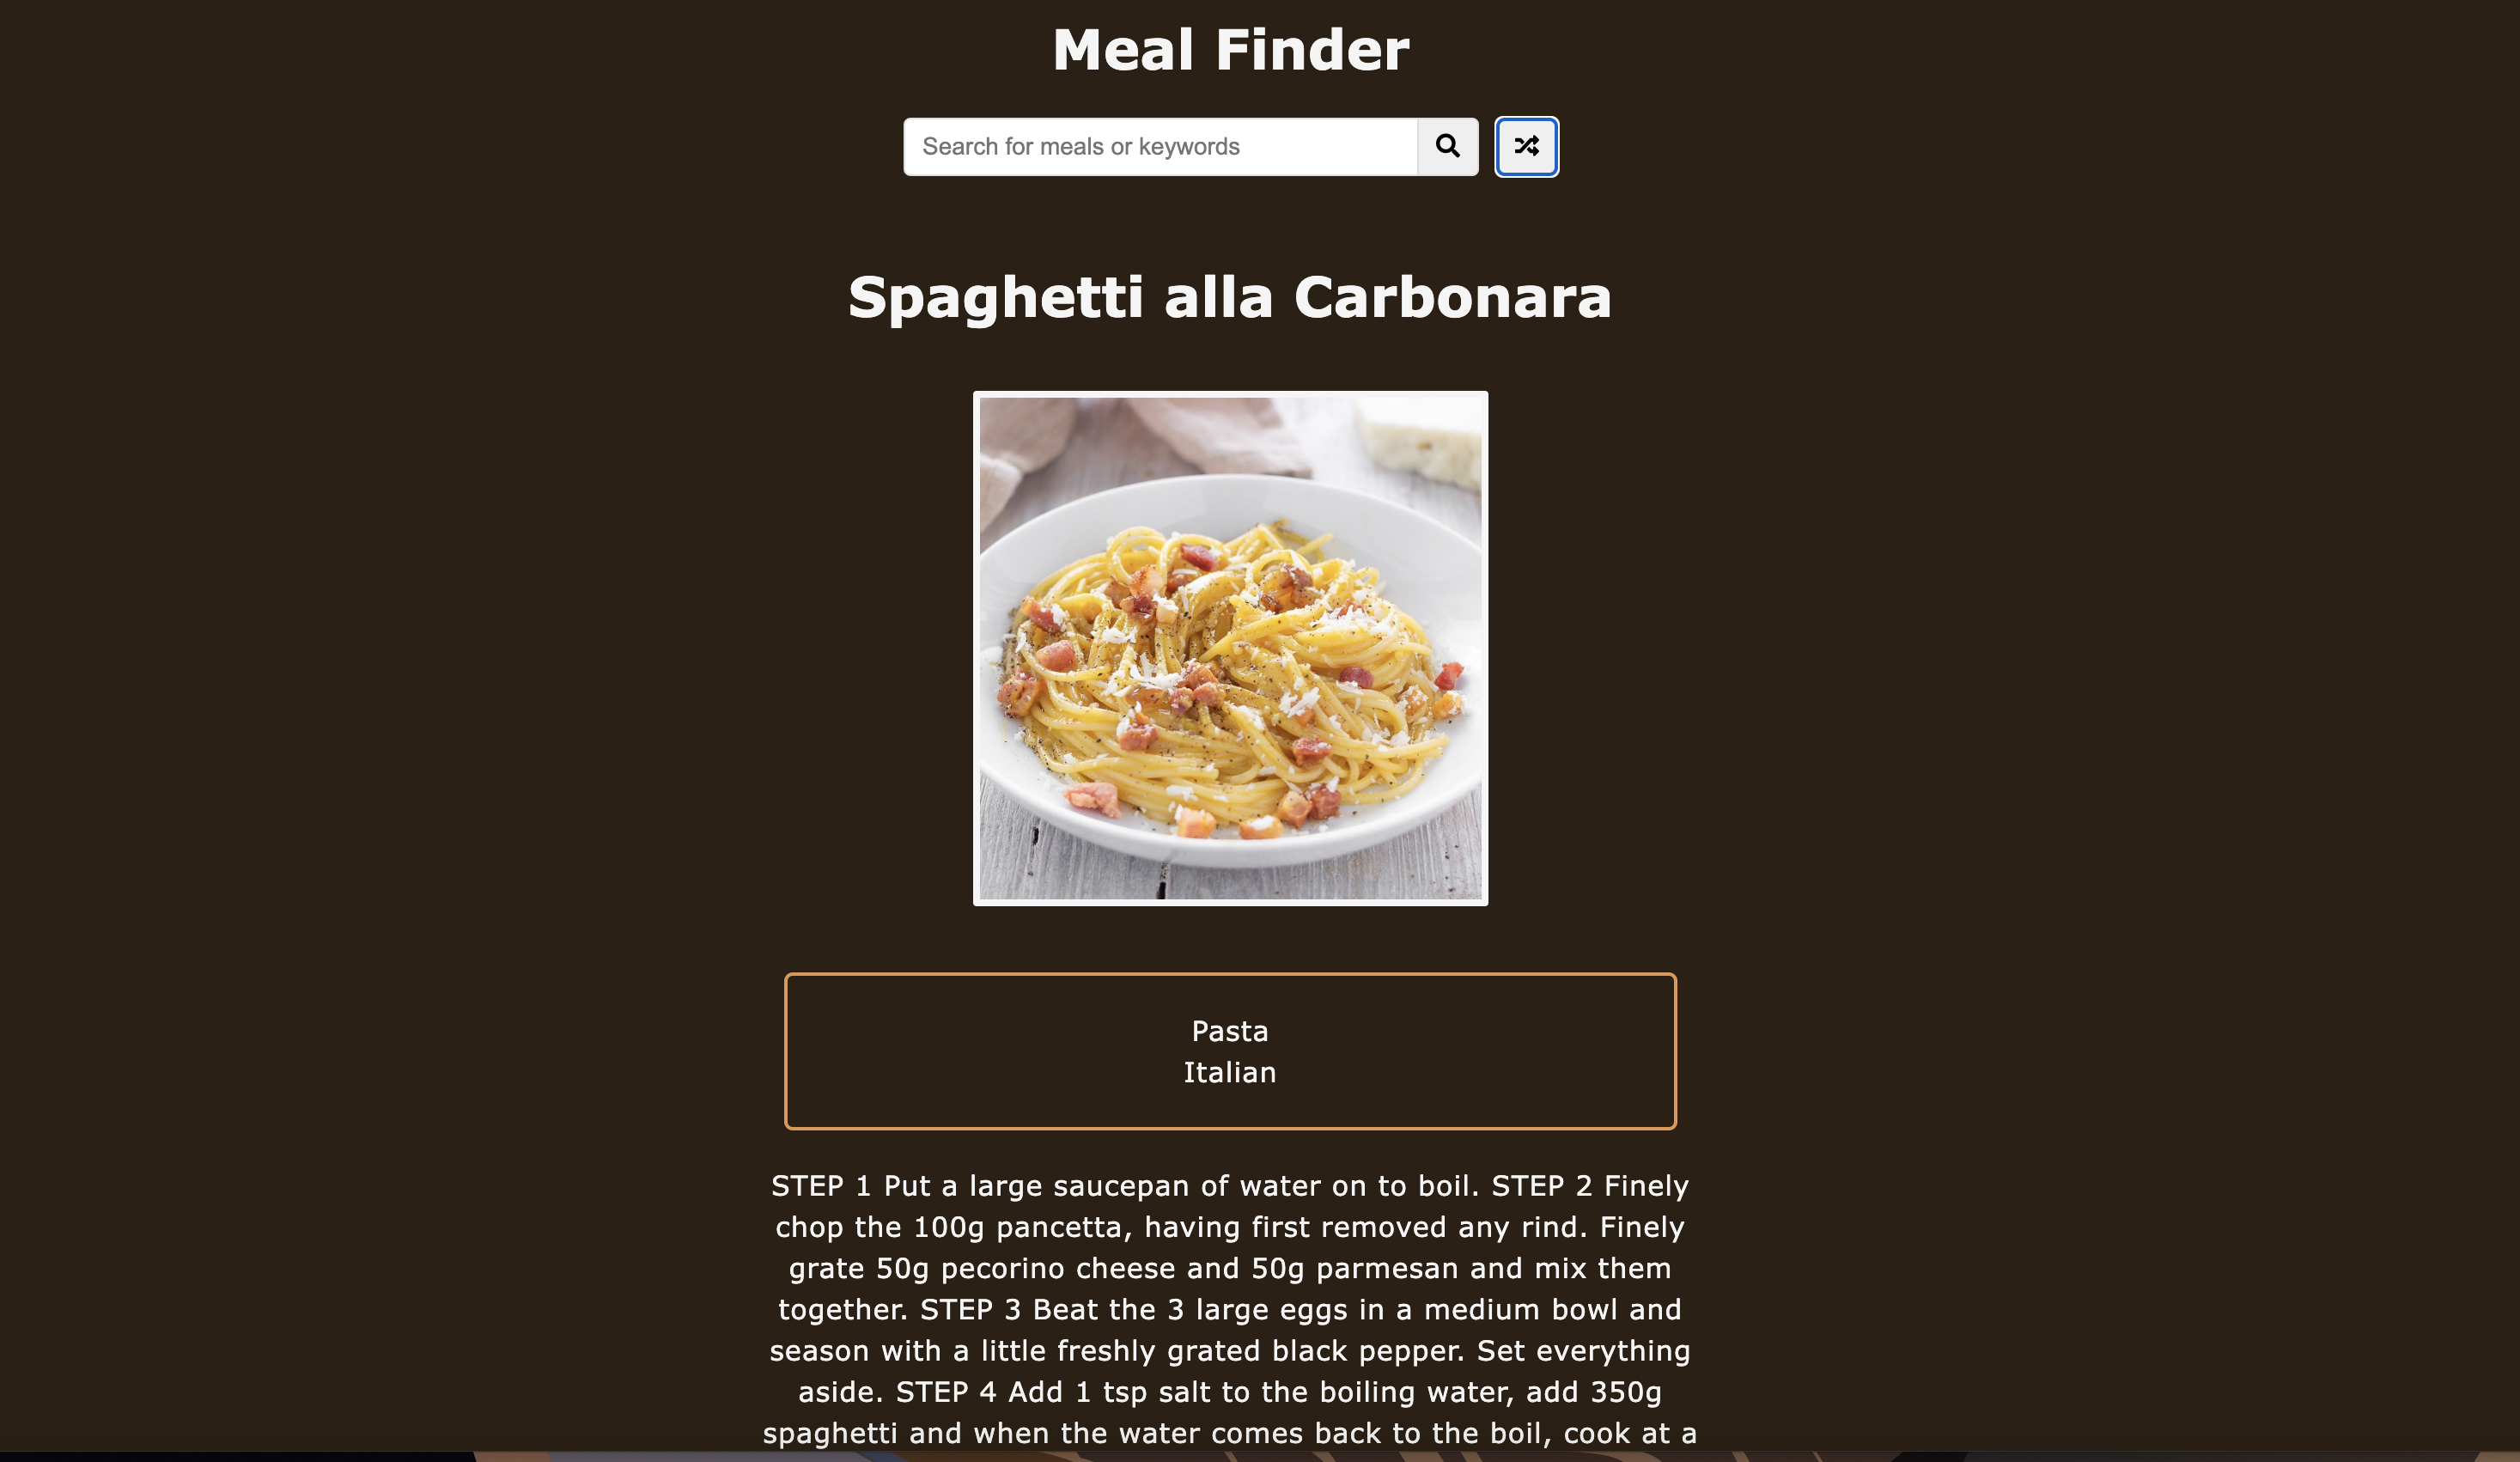 Meal Finder
Search for meals or keywords
Spaghetti alla Carbonara
Pasta
Italian
STEP 1 Put a large saucepan of water on to boil. STEP 2 Finely
chop the 100g pancetta, having first removed any rind. Finely
grate 50g pecorino cheese and 50g parmesan and mix them
together. STEP 3 Beat the 3 large eggs in a medium bowl and
season with a little freshly grated black pepper. Set everything
aside. STEP 4 Add 1 tsp salt to the boiling water, add 350g
spaghetti and when the water comes back to the boil, cook at a